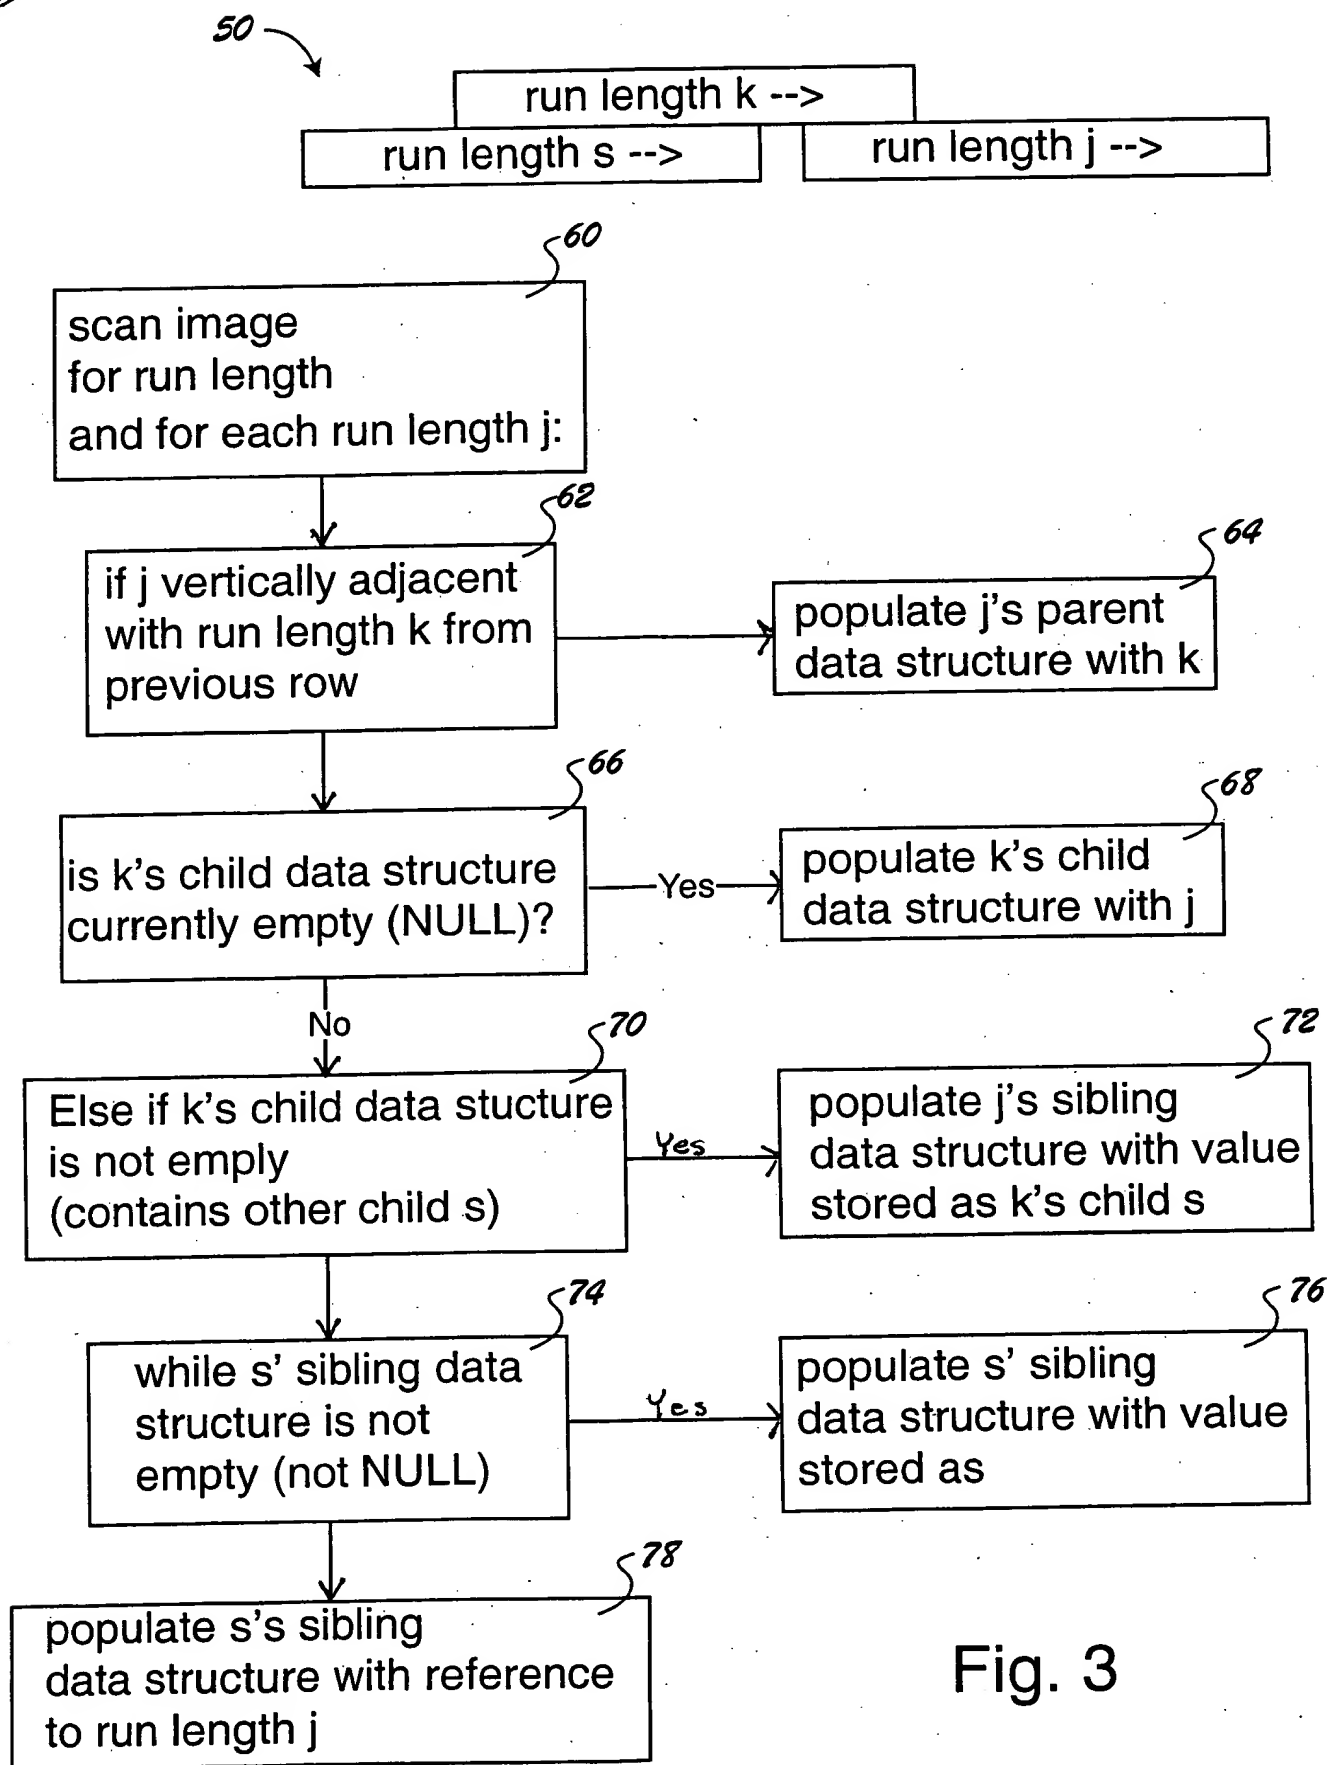 50
run length k -->
run length s -->
run length j -->
60
scan image
for run length
and for each run length j:
62
if j vertically adjacent
with run length k from
previous row
64
populate j's parent
data structure with k
66
is k's child data structure
currently empty (NULL)?
Yes
68
populate k's child
data structure with j
No
70
Else if k's child data stucture
is not emply
(contains other child s)
Yes
72
populate j's sibling
data structure with value
stored as k's child s
74
while s' sibling data
structure is not
empty (not NULL)
Yes
76
populate s' sibling
data structure with value
stored as
78
populate s's sibling
data structure with reference
to run length j
Fig. 3